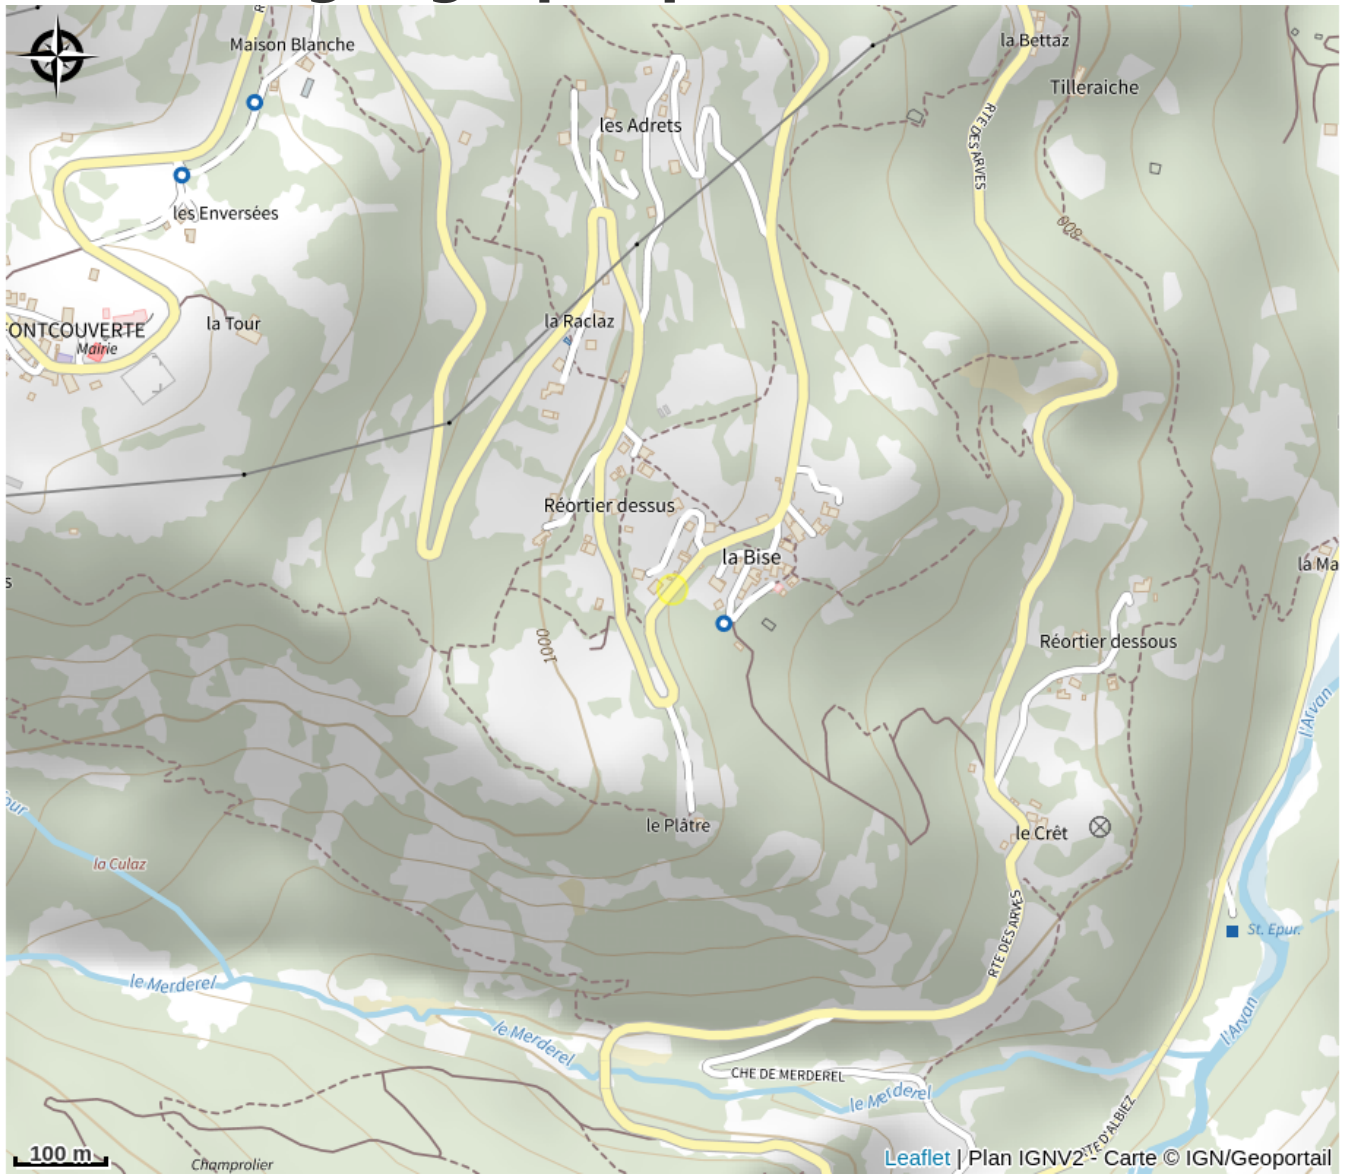 Maison Blanche
la Bettaz
Tilleraiche
les Adrets
RTE DES ARVES
les Enversées
800
la Raclaz
la Tour
FONTCOUVERTE
Mairie
Réortier dessus
la Bise
la Ma
Réortier dessous
1000
l'Arvan
le Plâtre
le Crêt
la Culaz
RTE DES ARVES
St. Epur.
le Merderel
le Merderel
l'Arvan
CHE DE MERDEREL
le Merderel
RTE D'ALBIEZ
100 m
Champrolier
Leaflet | Plan IGNV2 - Carte © IGN/Geoportail